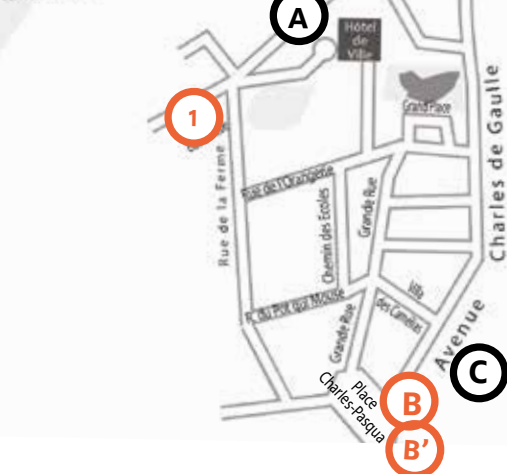 A
Hôtel
de
Ville
Grand Place
1
Charles de Gaulle
Rue de la Ferme
Rue de l'Orangerie
Chemin des Ecoles
Grande Rue
R. du Pot qui Mousse
Villa
des Camélias
Grande Rue
Avenue
C
Place
Charles-Pasqua
B
B’